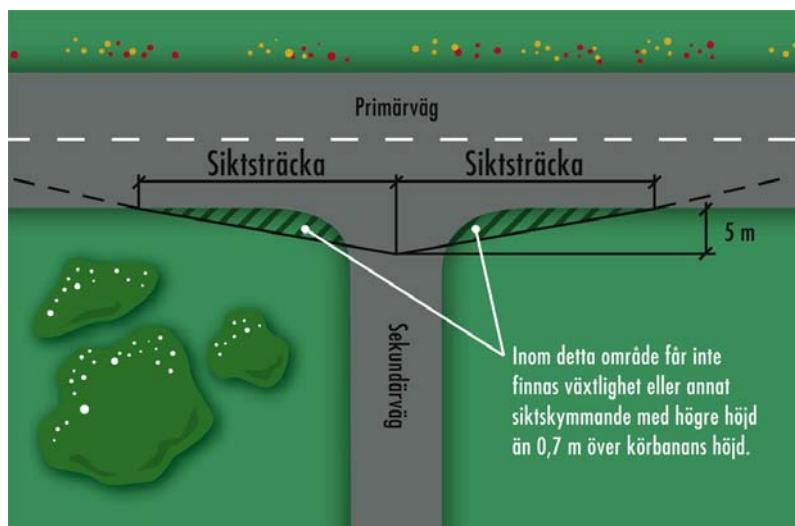 Primärväg
Siktsträcka
Siktsträcka
5 m
Sekundärväg
Inom detta område får inte
finnas växtlighet eller annat
siktskymmande med högre höjd
än 0,7 m över körbanans höjd.